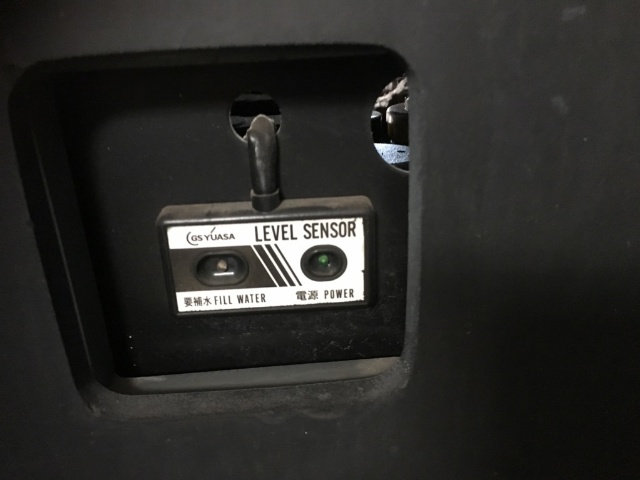 GS YUASA LEVEL SENSOR
要補水 FILL WATER 電源 POWER